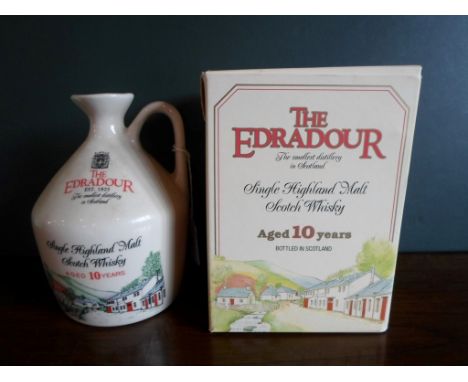 THE
EDRADOUR
EST. 1825
The smallest distillery
in Scotland
Single Highland Malt
Scotch Whisky
AGED 10 YEARS
THE
EDRADOUR
The smallest distillery
in Scotland
Single Highland Malt
Scotch Whisky
Aged 10 years
BOTTLED IN SCOTLAND